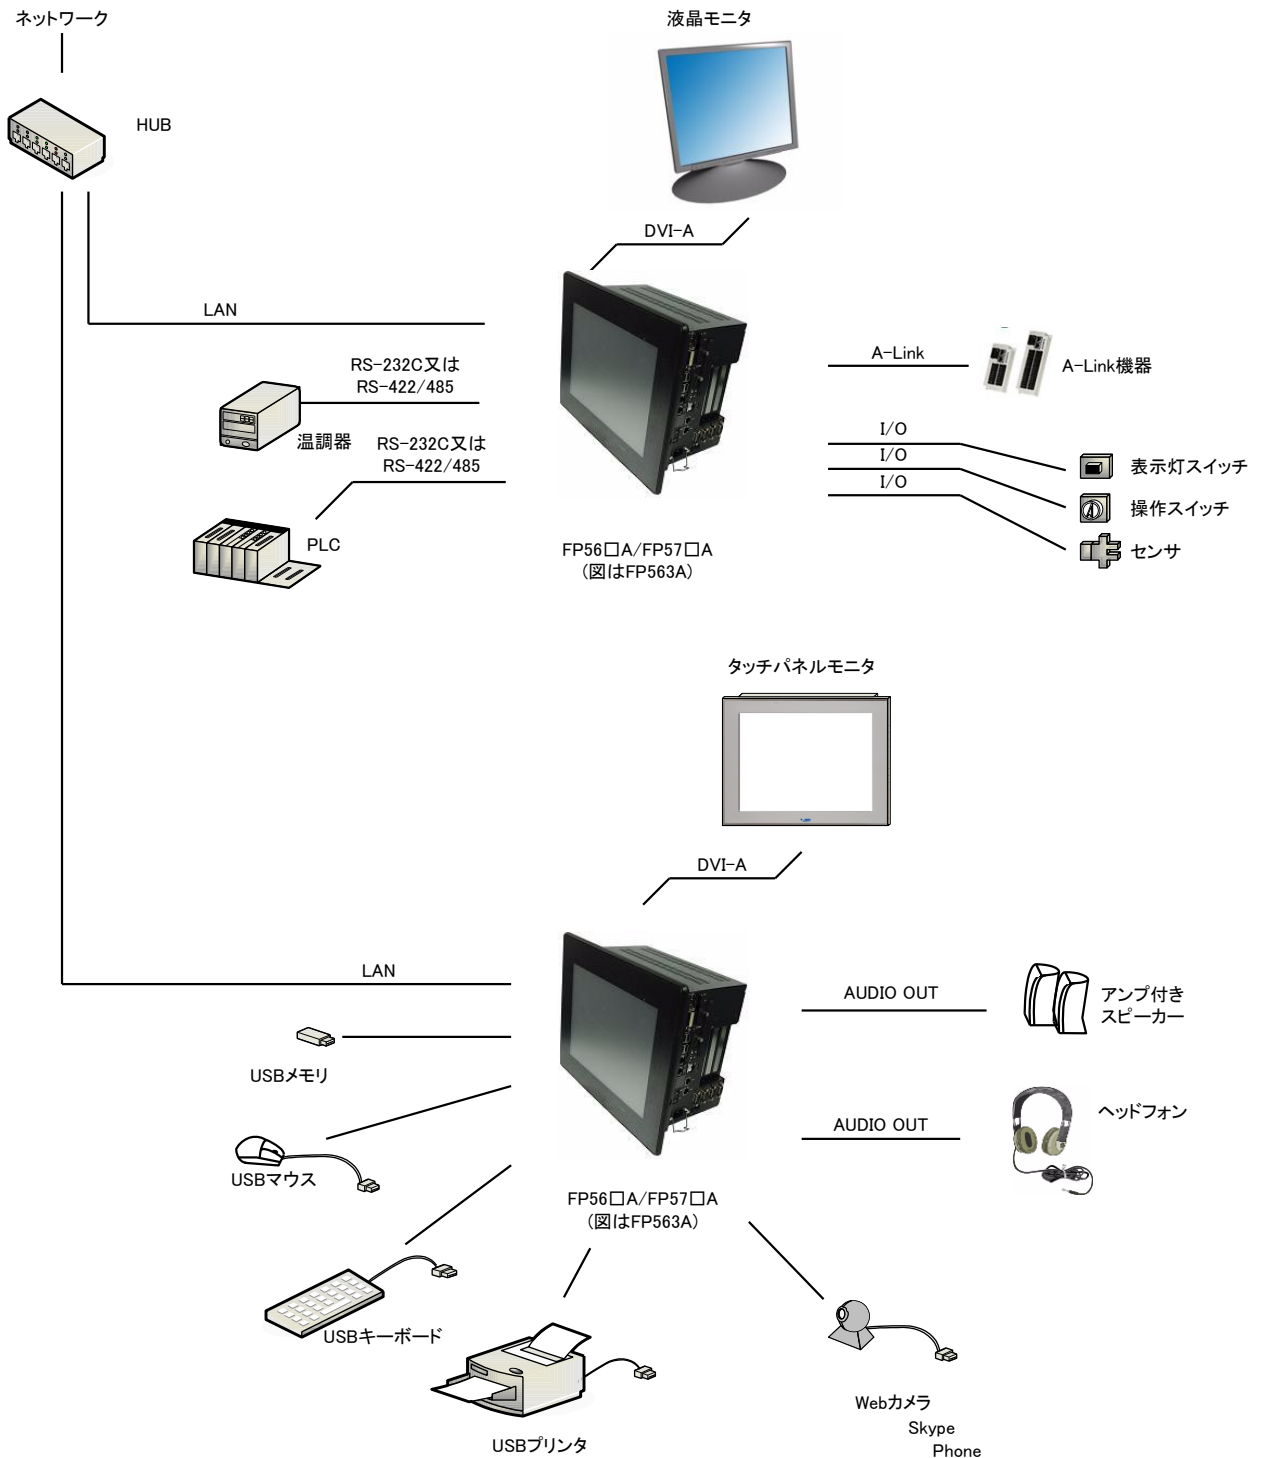 ネットワーク
液晶モニタ
HUB
DVI-A
LAN
RS-232C又は
RS-422/485
A-Link
A-Link機器
温調器
RS-232C又は
RS-422/485
I/O
I/O
I/O
表示灯スイッチ
操作スイッチ
センサ
PLC
FP56□A/FP57□A
(図はFP563A)
タッチパネルモニタ
DVI-A
LAN
AUDIO OUT
アンプ付き
スピーカー
USBメモリ
AUDIO OUT
ヘッドフォン
USBマウス
FP56□A/FP57□A
(図はFP563A)
USBキーボード
USBプリンタ
Webカメラ
Skype
Phone